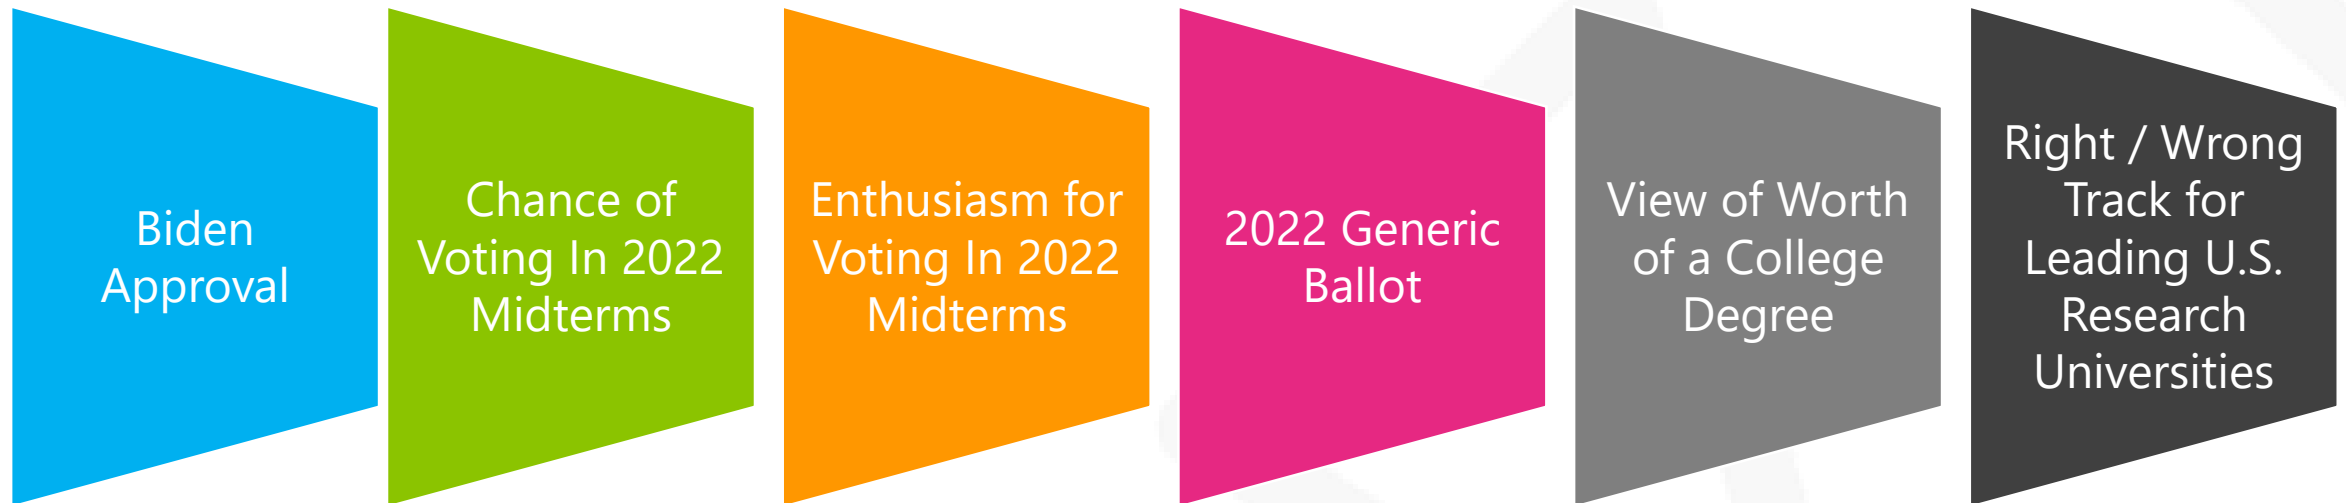 Biden
Approval
Chance of
Voting In 2022
Midterms
Enthusiasm for
Voting In 2022
Midterms
2022 Generic
Ballot
View of Worth
of a College
Degree
Right / Wrong
Track for
Leading U.S.
Research
Universities